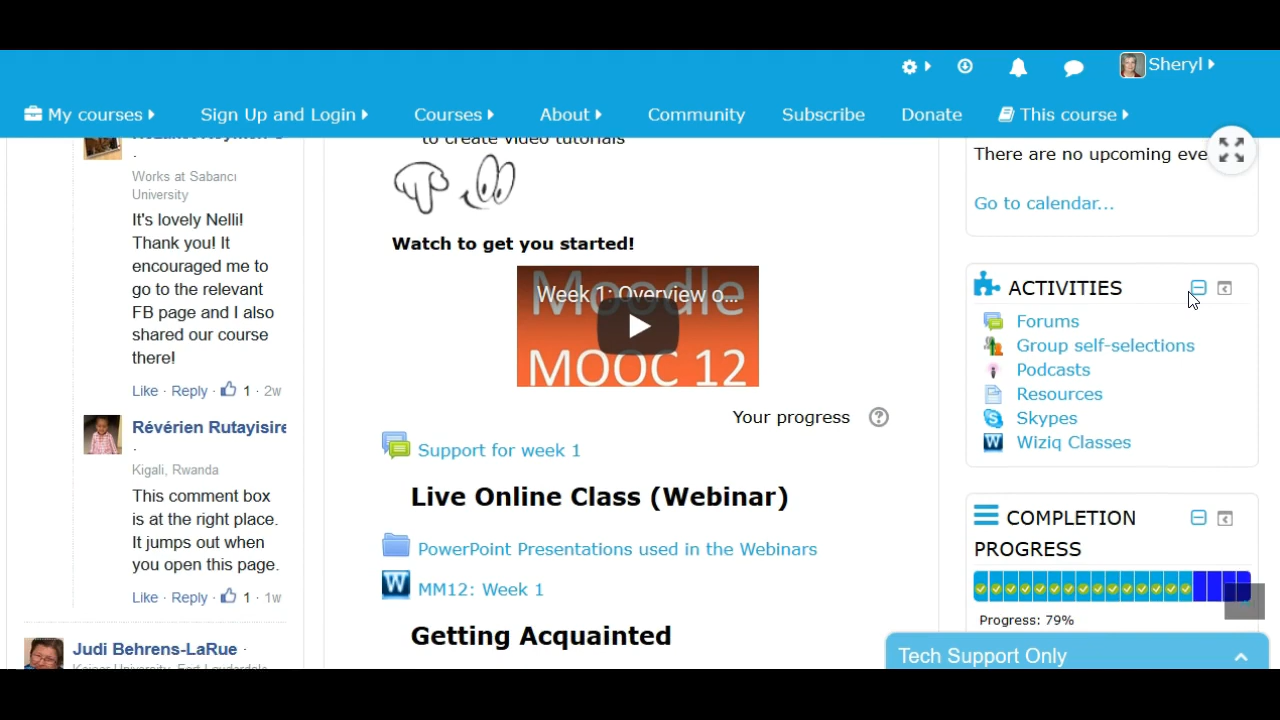 Sheryl
My courses
Sign Up and Login
Courses
About
Community
Subscribe
Donate
This course
·
Works at Sabancı
University
It's lovely Nelli!
Thank you! It
encouraged me to
go to the relevant
FB page and I also
shared our course
there!
Like · Reply · 1 · 2w
Révérien Rutayisire
·
Kigali, Rwanda
This comment box
is at the right place.
It jumps out when
you open this page.
Like · Reply · 1 · 1w
Judi Behrens-LaRue ·
to create video tutorials
Watch to get you started!
Week 1: Overview o...
Moodle
MOOC 12
Your progress
Support for week 1
Live Online Class (Webinar)
PowerPoint Presentations used in the Webinars
W MM12: Week 1
Getting Acquainted
There are no upcoming eve
Go to calendar...
ACTIVITIES
Forums
Group self-selections
Podcasts
Resources
Skypes
W Wiziq Classes
COMPLETION
PROGRESS
Progress: 79%
Tech Support Only